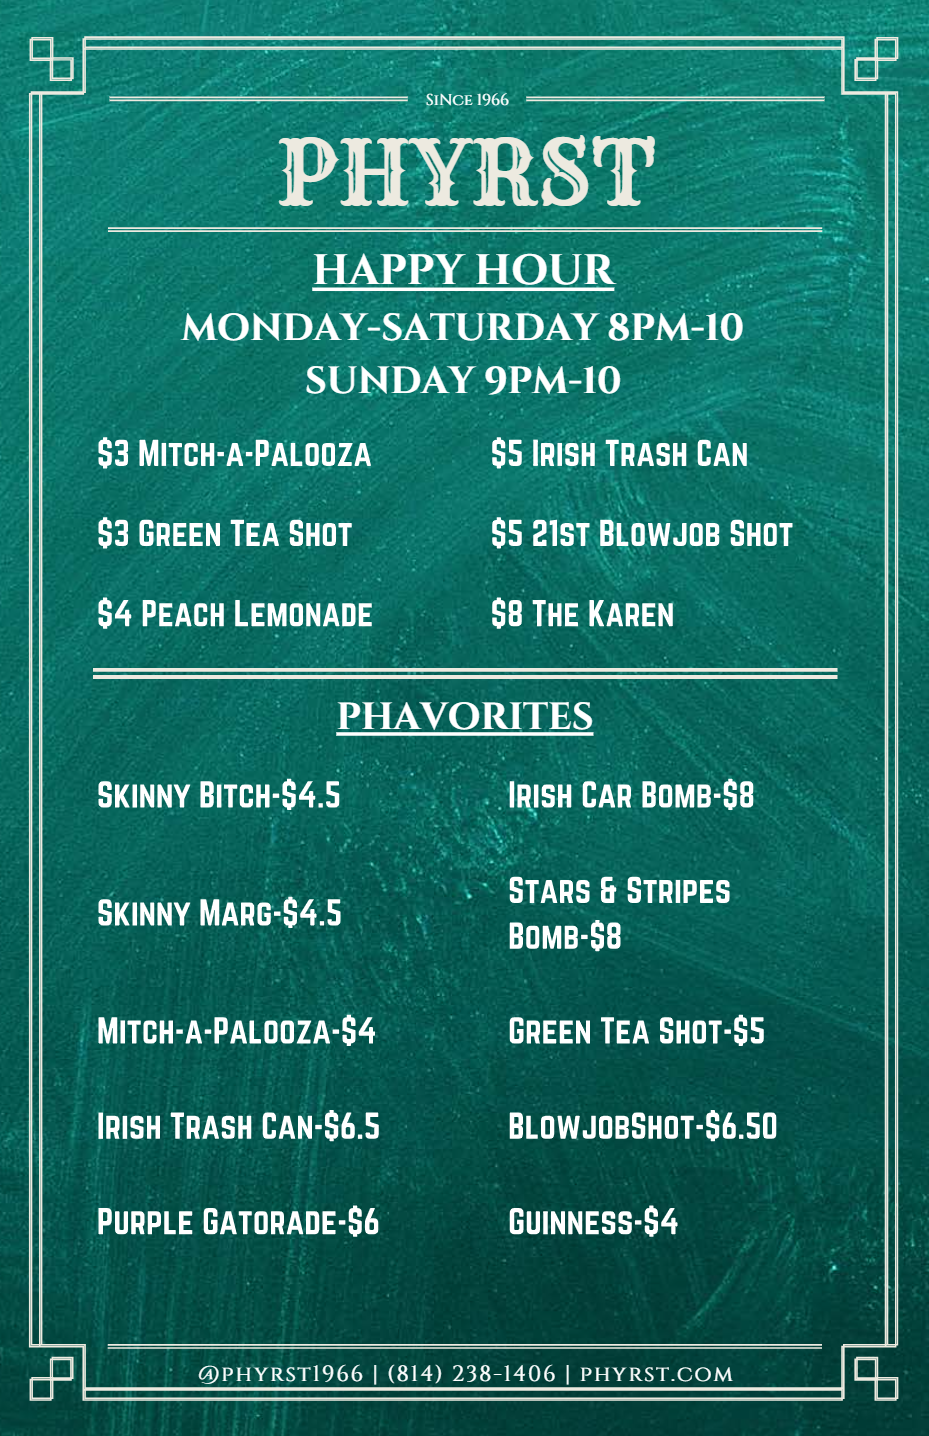 SINCE 1966
PHYRST
HAPPY HOUR
MONDAY-SATURDAY 8PM-10
SUNDAY 9PM-10
$3 MITCH-A-PALOOZA
$5 IRISH TRASH CAN
$3 GREEN TEA SHOT
$5 21ST BLOWJOB SHOT
$4 PEACH LEMONADE
$8 THE KAREN
PHAVORITES
SKINNY BITCH-$4.5
IRISH CAR BOMB-$8
SKINNY MARG-$4.5
STARS & STRIPES
BOMB-$8
MITCH-A-PALOOZA-$4
GREEN TEA SHOT-$5
IRISH TRASH CAN-$6.5
BLOWJOBSHOT-$6.50
PURPLE GATORADE-$6
GUINNESS-$4
@PHYRST1966 | (814) 238-1406 | PHYRST.COM